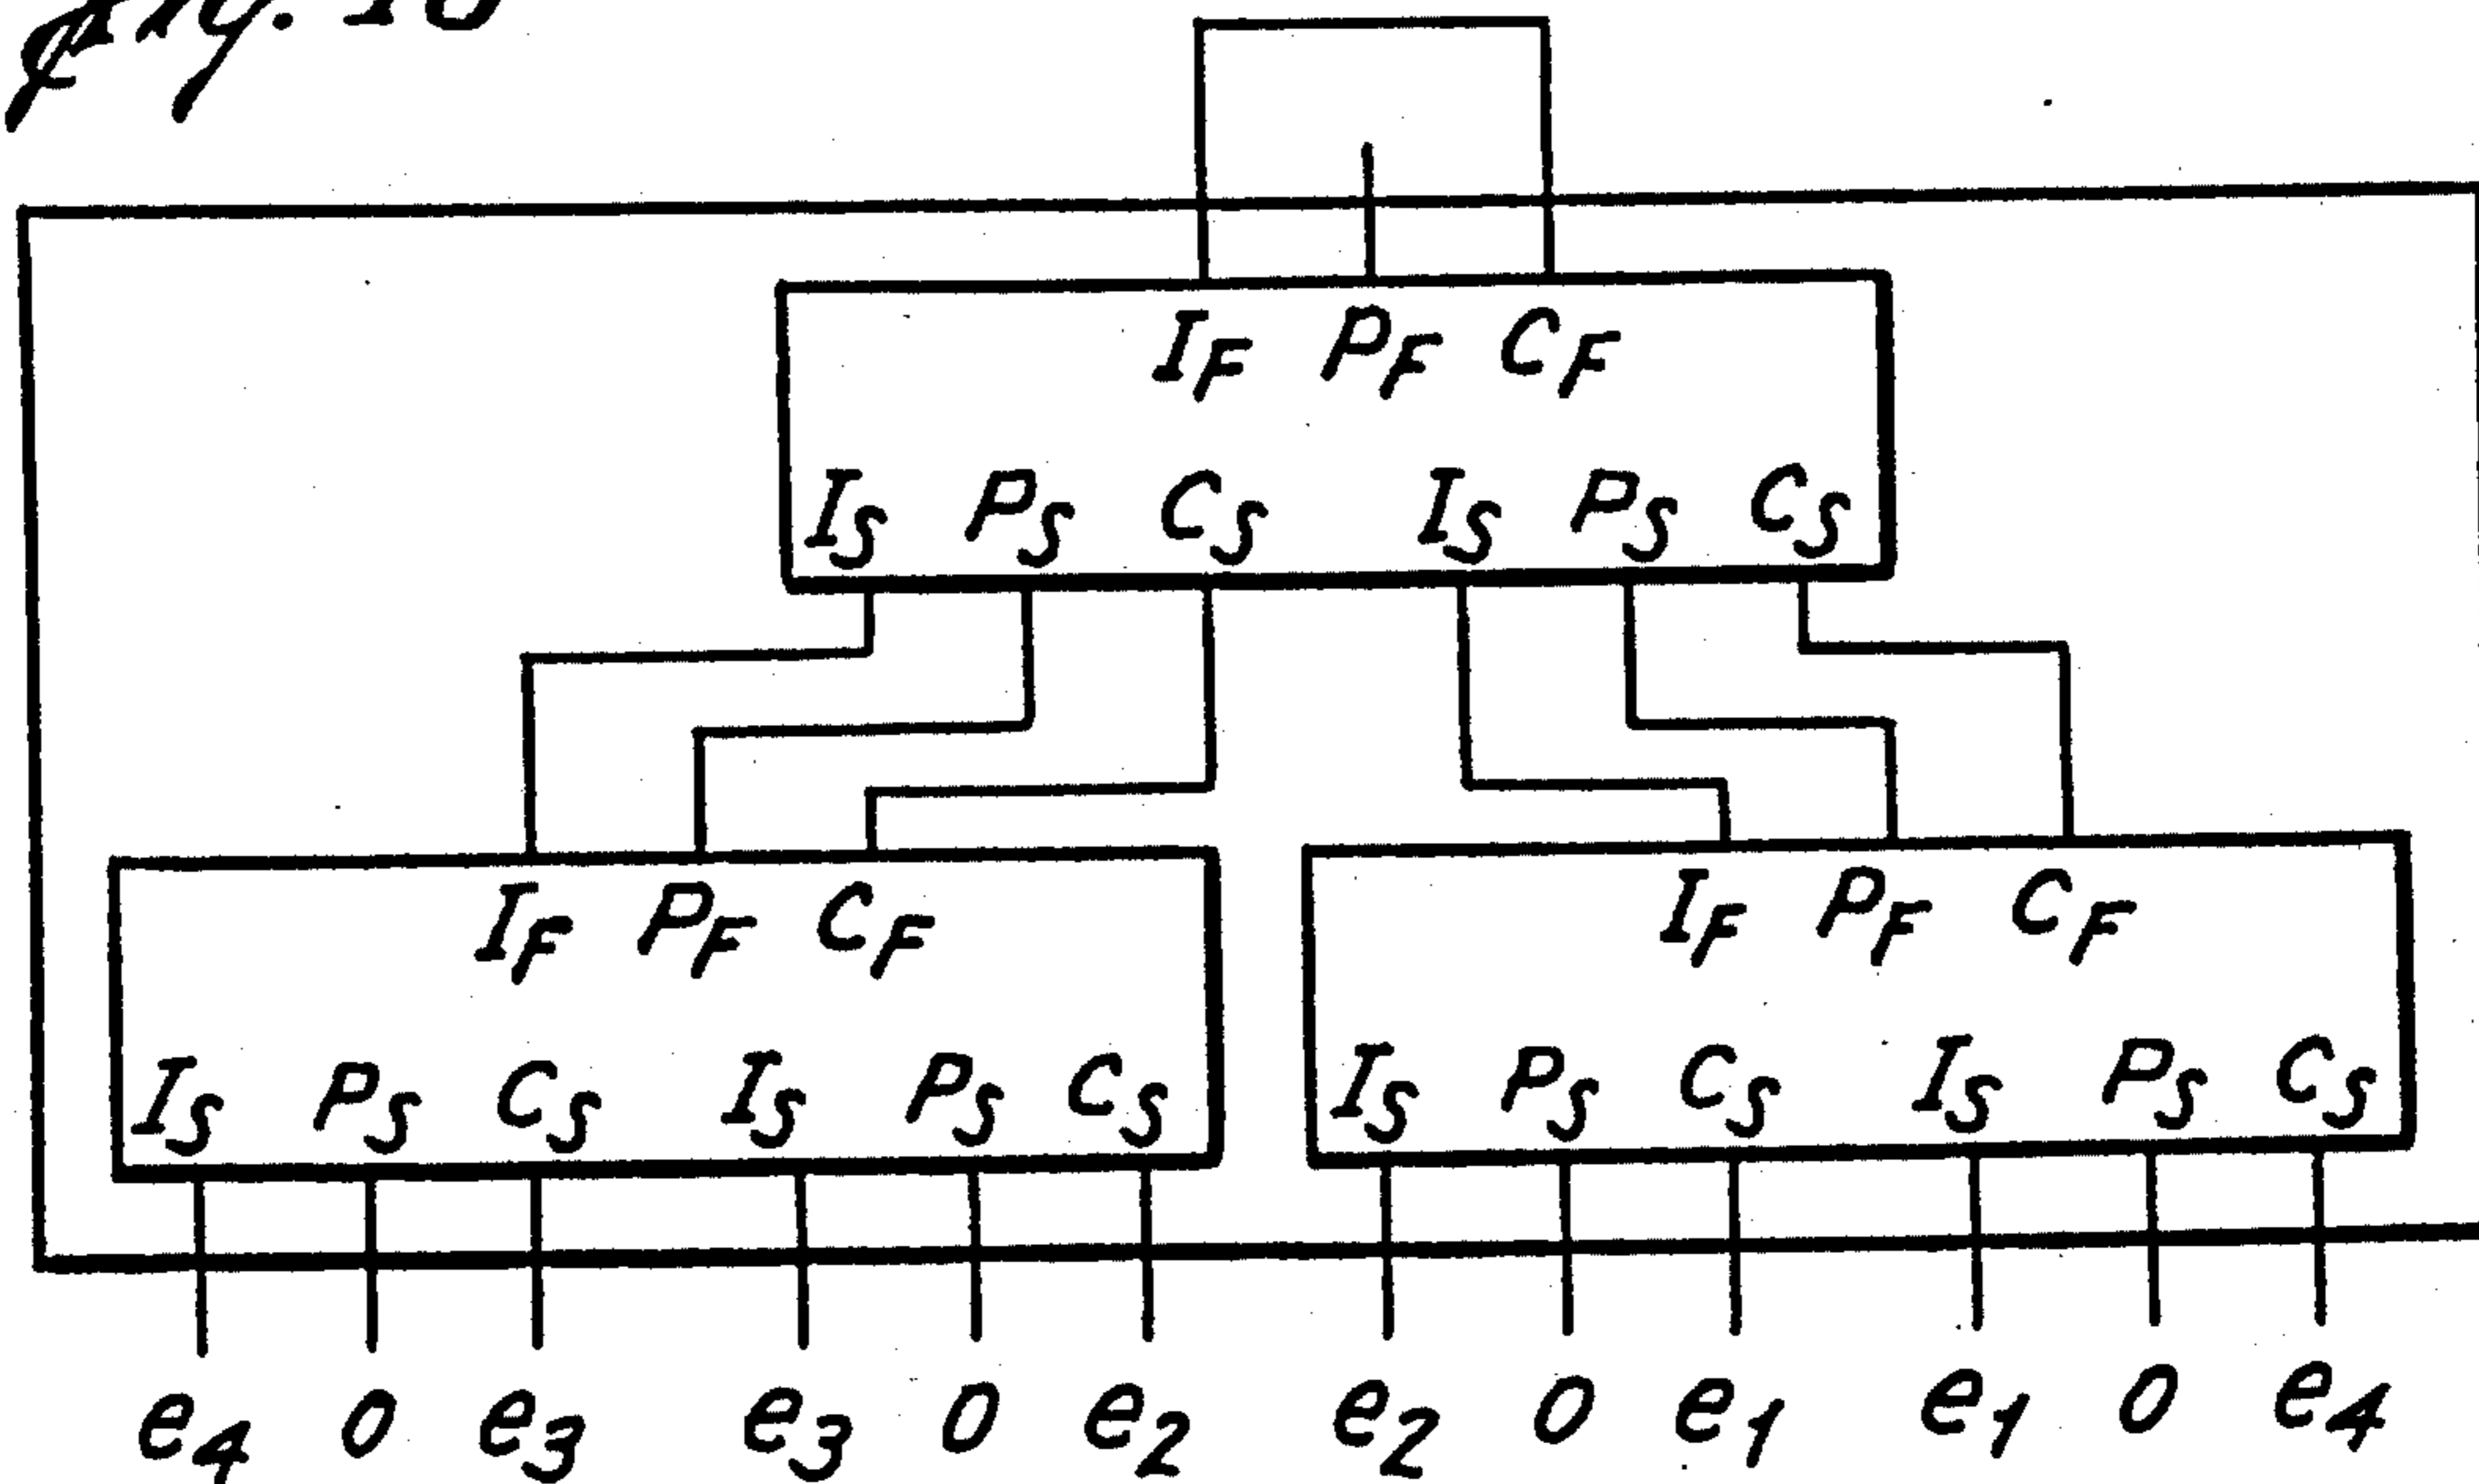 Fig. 10
I_F P_F C_F
I_S P_S C_S I_S P_S C_S
I_F P_F C_F I_F P_F C_F
I_S P_S C_S I_S P_S C_S I_S P_S C_S I_S P_S C_S
e_4 0 e_3 e_3 0 e_2 e_2 0 e_1 e_1 0 e_4